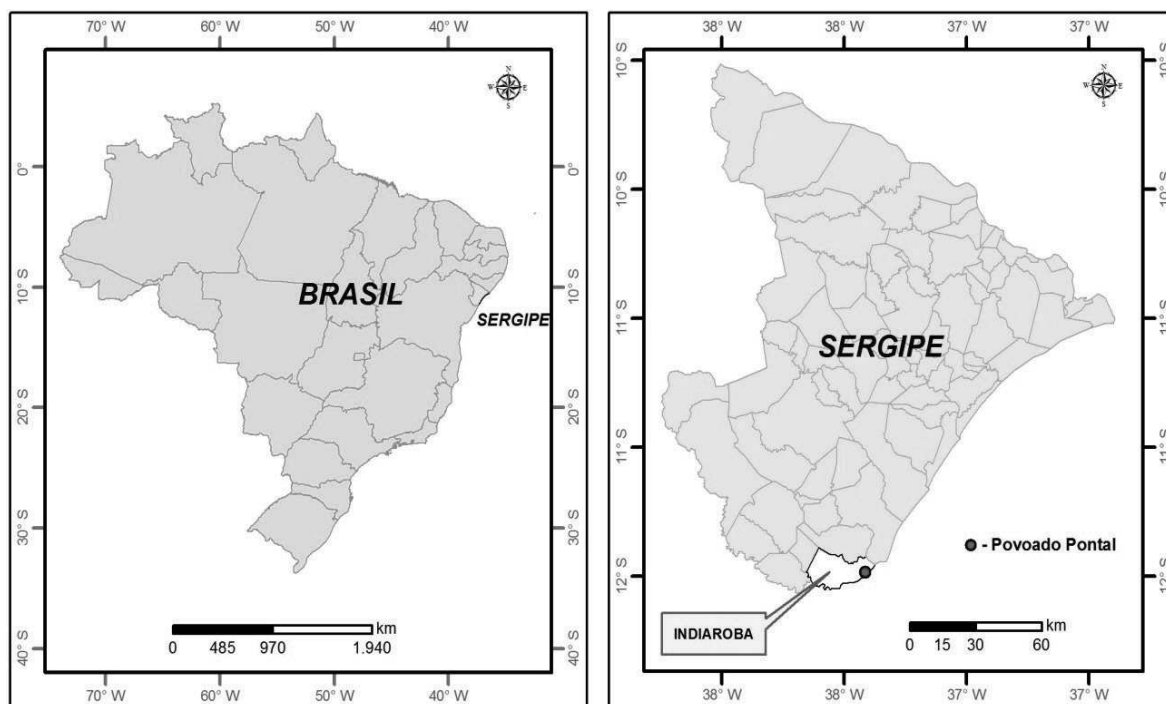 70° W 60° W 50° W 40° W
N
W E
S
0°
10° S
20° S
30° S
40° S
0°
10° S
20° S
30° S
40° S
BRASIL
SERGIPE
km
0 485 970 1.940
70° W 60° W 50° W 40° W
38° W 38° W 37° W 37° W
N
W E
S
10° S
10° S
11° S
11° S
12° S
10° S
10° S
11° S
11° S
12° S
SERGIPE
- Povoado Pontal
INDIAROBA
km
0 15 30 60
38° W 38° W 37° W 37° W